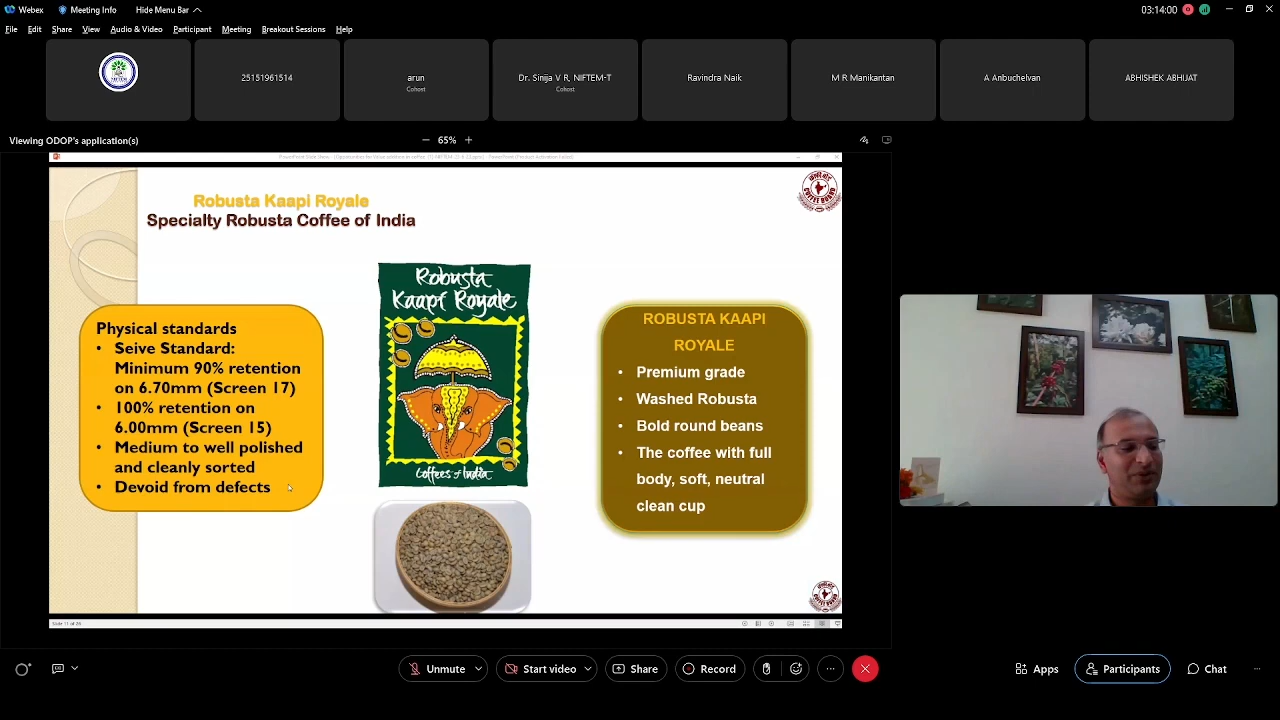 Webex
Meeting Info
Hide Menu Bar
03:14:00
File Edit Share View Audio & Video Participant Meeting Breakout Sessions Help
25151961514
arun
Cohost
Dr. Sinija V R, NIFTEM-T
Cohost
Ravindra Naik
M R Manikantan
A Anbuchelvan
ABHISHEK ABHIJAT
Viewing ODOP's application(s)
65%
Robusta Kaapi Royale
Specialty Robusta Coffee of India
Physical standards
• Seive Standard:
Minimum 90% retention
on 6.70mm (Screen 17)
• 100% retention on
6.00mm (Screen 15)
• Medium to well polished
and cleanly sorted
• Devoid from defects
Robusta
Kaapi Royale
Coffees of India
ROBUSTA KAAPI
ROYALE
• Premium grade
• Washed Robusta
• Bold round beans
• The coffee with full
body, soft, neutral
clean cup
Unmute
Start video
Share
Record
Apps
Participants
Chat